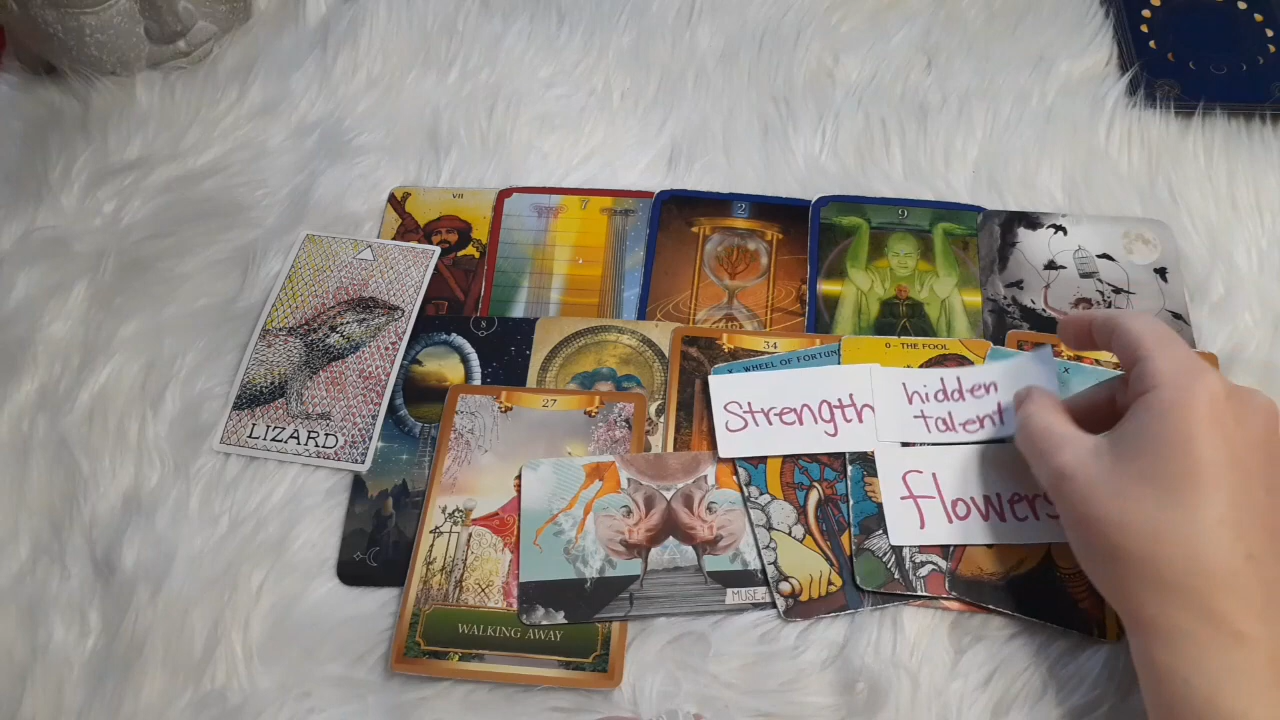 VII
7
2
9
LIZARD
8
34
X - WHEEL OF FORTUN
0 - THE FOOL
X
Strength
hidden
talent
flowers
27
WALKING AWAY
MUSE